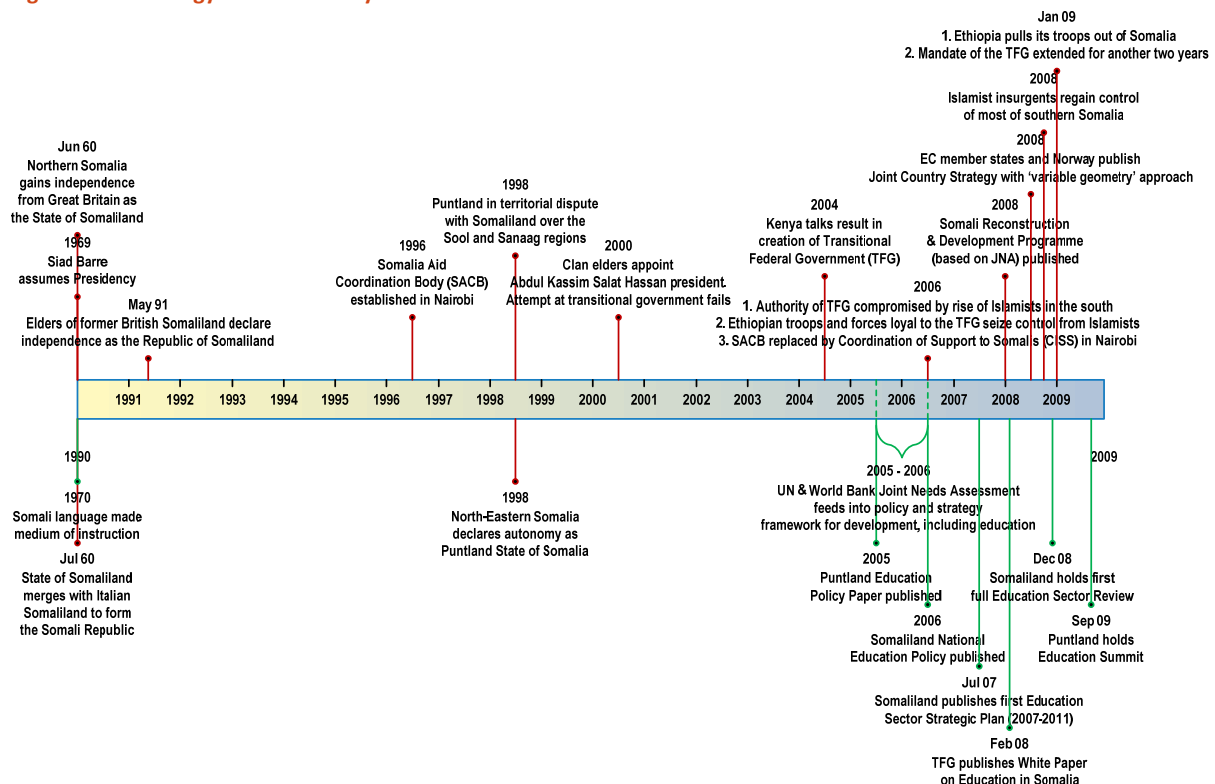 Jan 09
1. Ethiopia pulls its troops out of Somalia
2. Mandate of the TFG extended for another two years
2008
Islamist insurgents regain control
of most of southern Somalia
2008
EC member states and Norway publish
Joint Country Strategy with ‘variable geometry’ approach
Jun 60
Northern Somalia
gains independence
from Great Britain as
the State of Somaliland
1969
Siad Barre
assumes Presidency
May 91
Elders of former British Somaliland declare
independence as the Republic of Somaliland
1996
Somalia Aid
Coordination Body (SACB)
established in Nairobi
1998
Puntland in territorial dispute
with Somaliland over the
Sool and Sanaag regions
2000
Clan elders appoint
Abdul Kassim Salat Hassan president.
Attempt at transitional government fails
2004
Kenya talks result in
creation of Transitional
Federal Government (TFG)
2008
Somali Reconstruction
& Development Programme
(based on JNA) published
2006
1. Authority of TFG compromised by rise of Islamists in the south
2. Ethiopian troops and forces loyal to the TFG seize control from Islamists
3. SACB replaced by Coordination of Support to Somalis (CISS) in Nairobi
1991 1992 1993 1994 1995 1996 1997 1998 1999 2000 2001 2002 2003 2004 2005 2006 2007 2008 2009
1990
2009
1970
Somali language made
medium of instruction
Jul 60
State of Somaliland
merges with Italian
Somaliland to form
the Somali Republic
1998
North-Eastern Somalia
declares autonomy as
Puntland State of Somalia
2005 - 2006
UN & World Bank Joint Needs Assessment
feeds into policy and strategy
framework for development, including education
2005
Puntland Education
Policy Paper published
Dec 08
Somaliland holds first
full Education Sector Review
2006
Somaliland National
Education Policy published
Sep 09
Puntland holds
Education Summit
Jul 07
Somaliland publishes first Education
Sector Strategic Plan (2007-2011)
Feb 08
TFG publishes White Paper
on Education in Somalia